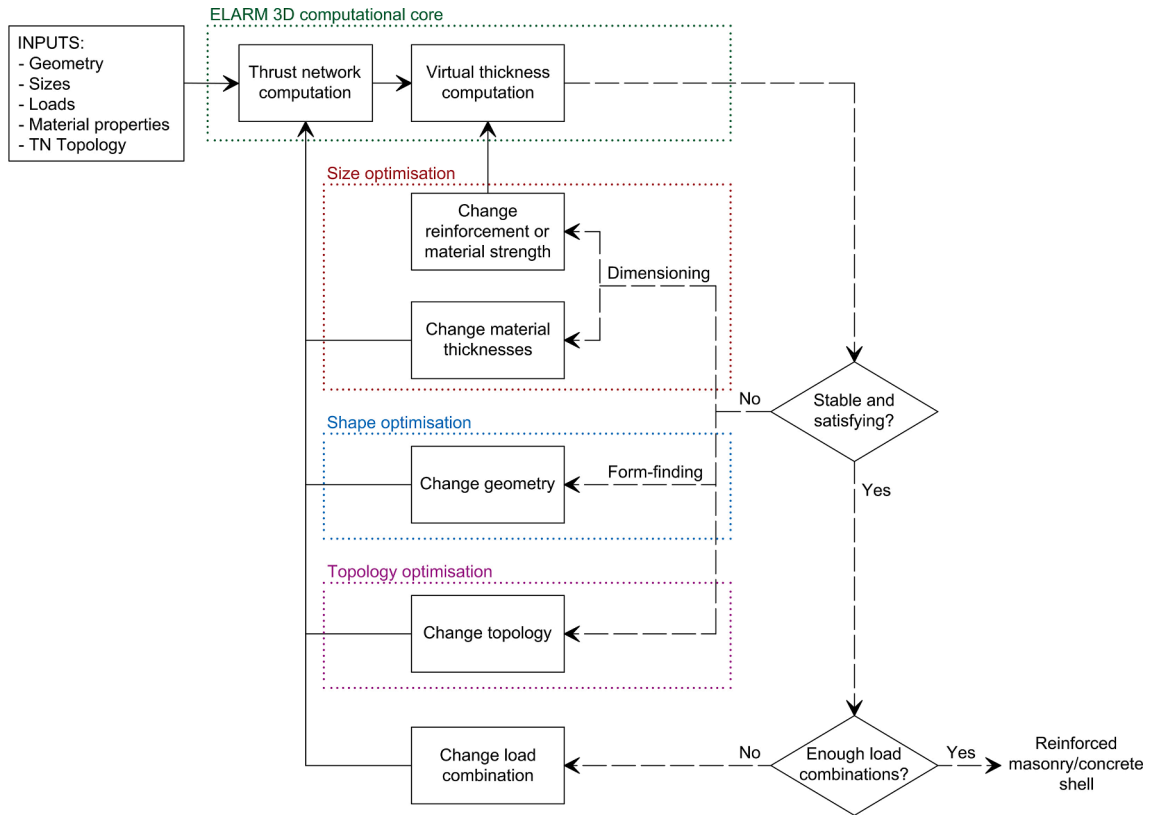 ELARM 3D computational core
INPUTS:
- Geometry
- Sizes
- Loads
- Material properties
- TN Topology
Thrust network
computation
Virtual thickness
computation
Size optimisation
Change
reinforcement or
material strength
Dimensioning
Change material
thicknesses
No
Stable and
satisfying?
Shape optimisation
Change geometry
Form-finding
Yes
Topology optimisation
Change topology
Change load
combination
No
Enough load
combinations?
Yes
Reinforced
masonry/concrete
shell